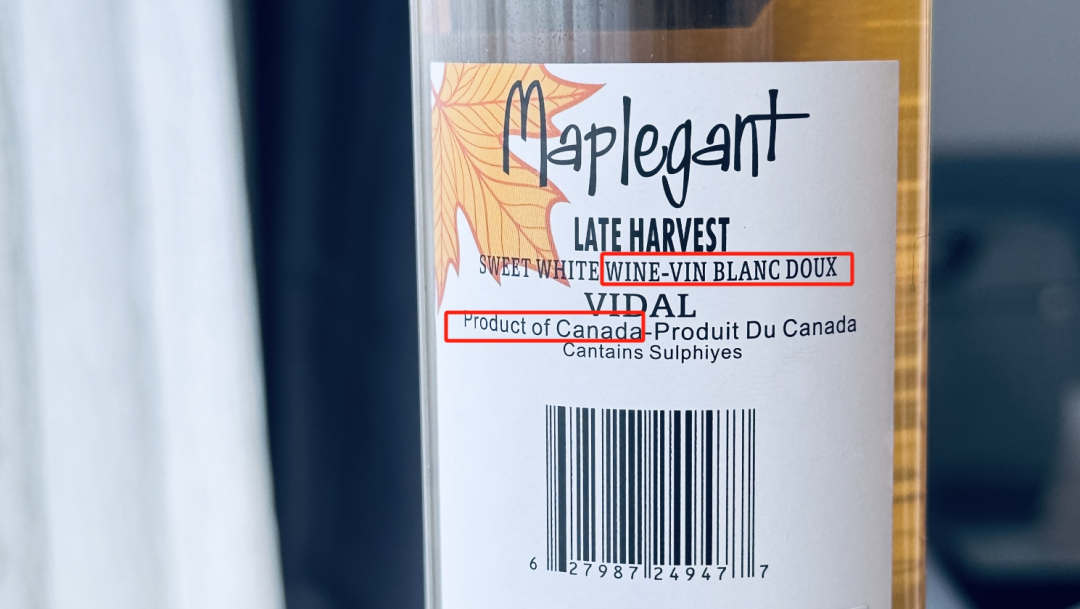 Maplegant
LATE HARVEST
SWEET WHITE WINE-VIN BLANC DOUX
VIDAL
Product of Canada-Produit Du Canada
Cantains Sulphiyes
6 27987 24947 7